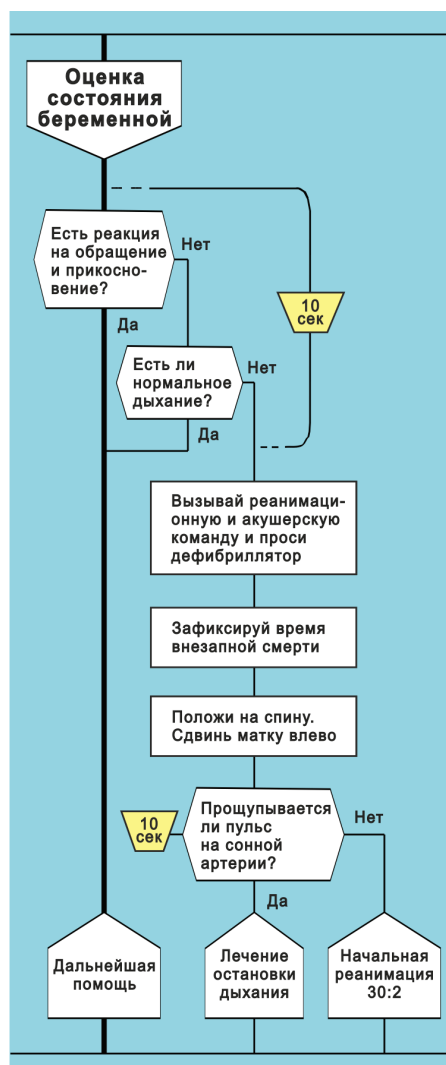 Оценка
состояния
беременной
Есть реакция
на обращение
и прикосно-
вение?
Нет
10
сек
Да
Есть ли
нормальное
дыхание?
Нет
Да
Вызывай реанимаци-
онную и акушерскую
команду и проси
дефибриллятор
Зафиксируй время
внезапной смерти
Положи на спину.
Сдвинь матку влево
10
сек
Прощупывается
ли пульс
на сонной
артерии?
Нет
Да
Дальнейшая
помощь
Лечение
остановки
дыхания
Начальная
реанимация
30:2